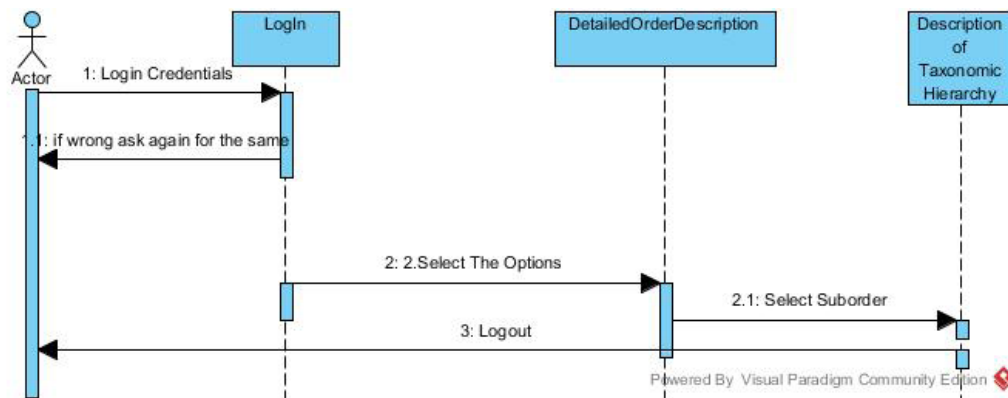 LogIn
DetailedOrderDescription
Description
of
Taxonomic
Hierarchy
Actor
1: Login Credentials
1.1: if wrong ask again for the same
2: 2.Select The Options
2.1: Select Suborder
3: Logout
Powered By Visual Paradigm Community Edition